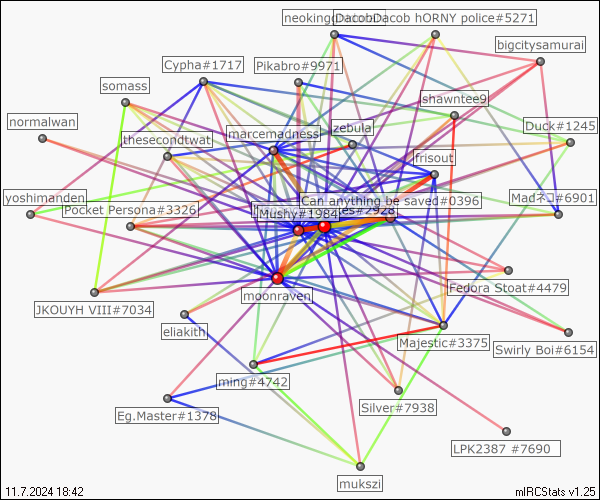 neokingg DacobDacob hORNY police#5271
bigcitysamurai
Cypha#1717
Pikabro#9971
somass
shawntee9
normalwan
thesecondtwat
marcemadness
zebula
Duck#1245
frisout
yoshimanden
Pocket Persona#3326
Can anything be saved#0396
Mushy#1984
#2928
Madネコ#6901
moonraven
JKOUYH VIII#7034
Fedora Stoat#4479
eliakith
Majestic#3375
Swirly Boi#6154
ming#4742
Silver#7938
Eg.Master#1378
LPK2387 #7690
mukszi
11.7.2024 18:42
mIRCStats v1.25